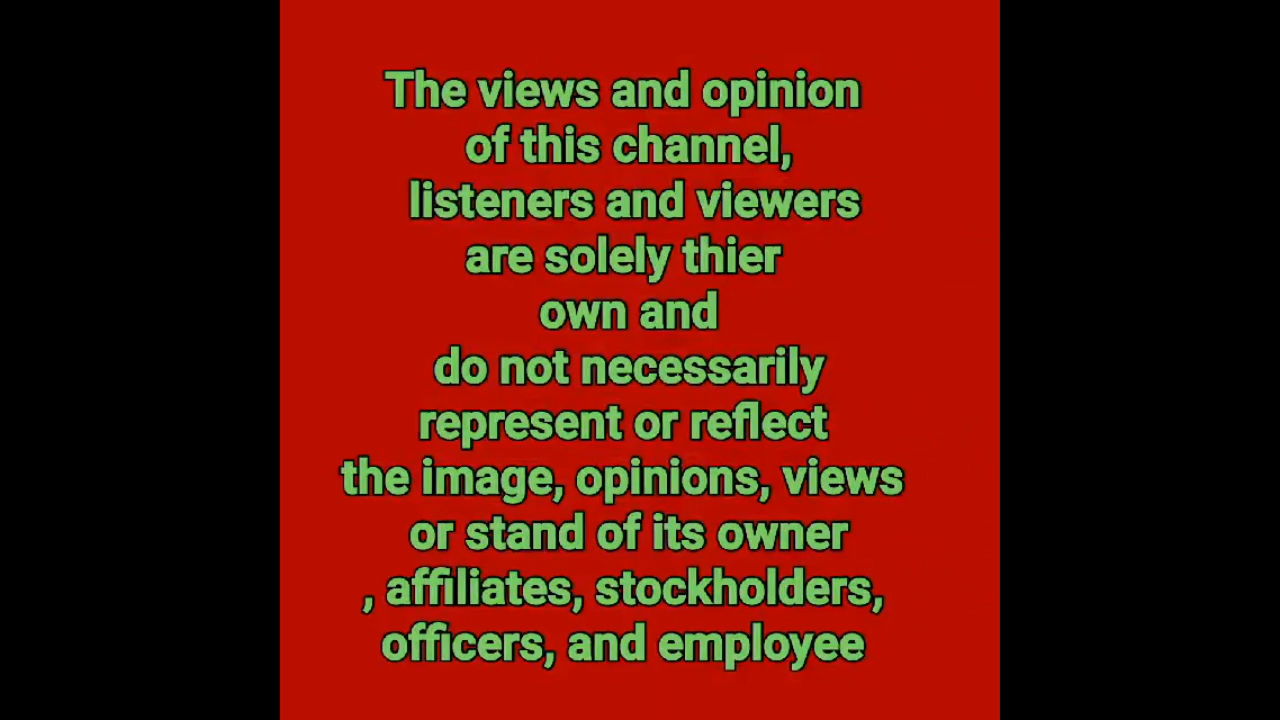 The views and opinion
of this channel,
listeners and viewers
are solely thier
own and
do not necessarily
represent or reflect
the image, opinions, views
or stand of its owner
, affiliates, stockholders,
officers, and employee